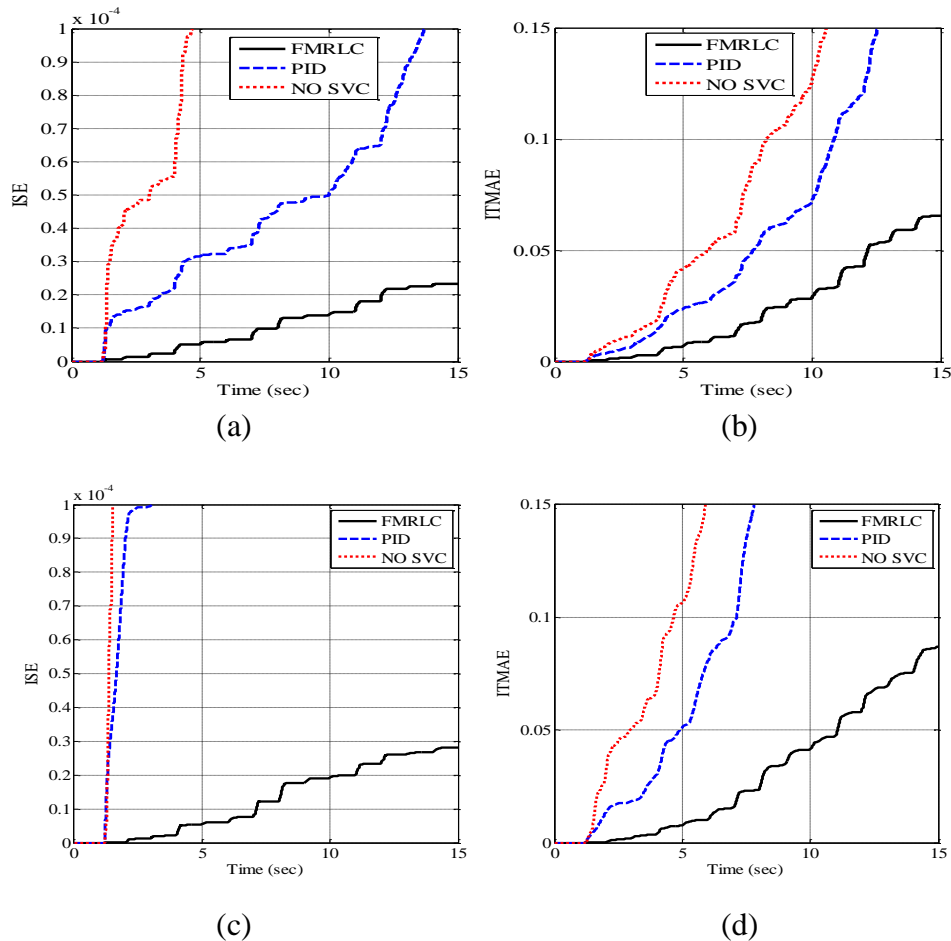 x 10⁻⁴
1
0.9
0.8
0.7
0.6
0.5
0.4
0.3
0.2
0.1
0
ISE
FMRLC
PID
NO SVC
0 5 10 15
Time (sec)
(a)
0.15
0.1
0.05
0
ITMAE
FMRLC
PID
NO SVC
0 5 10 15
Time (sec)
(b)
x 10⁻⁴
1
0.9
0.8
0.7
0.6
0.5
0.4
0.3
0.2
0.1
0
ISE
FMRLC
PID
NO SVC
0 5 10 15
Time (sec)
(c)
0.15
0.1
0.05
0
ITMAE
FMRLC
PID
NO SVC
0 5 10 15
Time (sec)
(d)